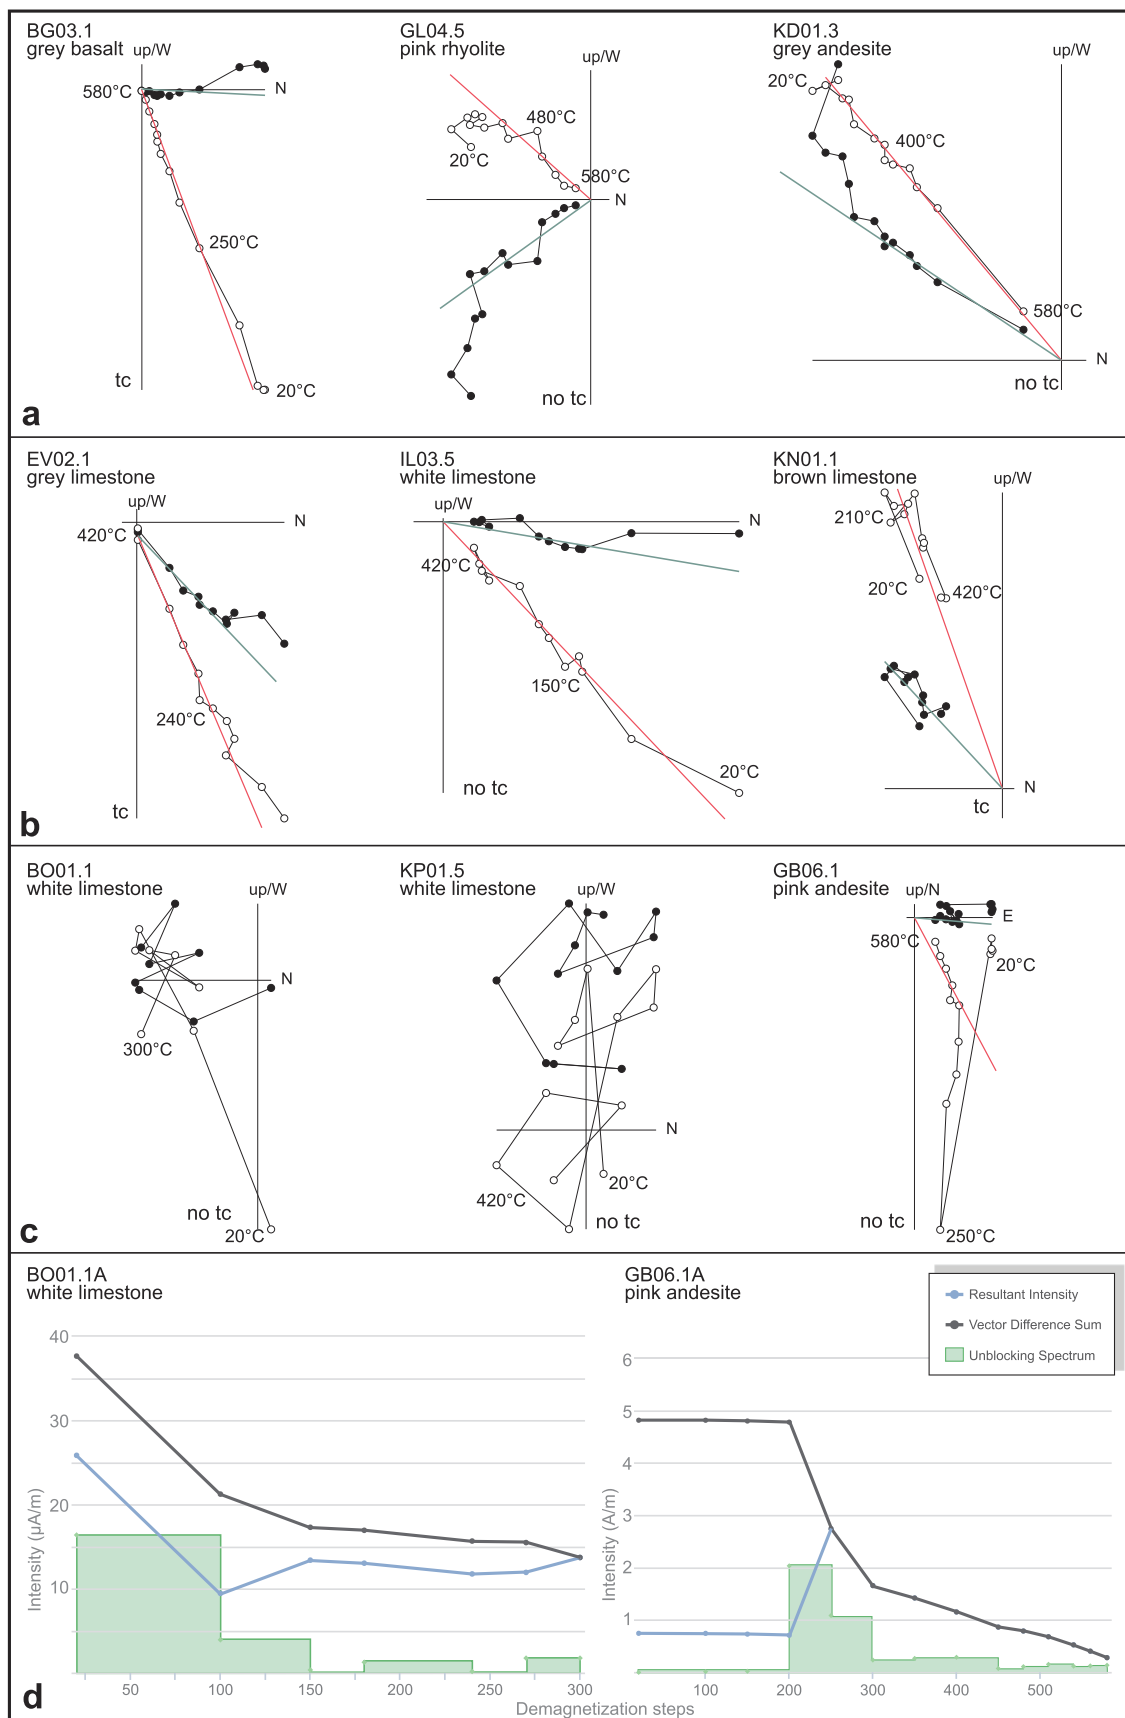 BG03.1
grey basalt
up/W
580°C
N
250°C
20°C
tc
GL04.5
pink rhyolite
up/W
480°C
20°C
580°C
N
no tc
KD01.3
grey andesite
up/W
20°C
400°C
580°C
N
no tc
a
EV02.1
grey limestone
up/W
N
420°C
240°C
tc
IL03.5
white limestone
up/W
N
420°C
150°C
20°C
no tc
KN01.1
brown limestone
up/W
210°C
20°C
420°C
N
tc
b
BO01.1
white limestone
up/W
N
300°C
no tc
20°C
KP01.5
white limestone
up/W
N
420°C
20°C
no tc
GB06.1
pink andesite
up/N
E
580°C
20°C
no tc
250°C
c
BO01.1A
white limestone
40
30
20
10
Intensity (µA/m)
50
100
150
200
250
300
GB06.1A
pink andesite
Resultant Intensity
Vector Difference Sum
Unblocking Spectrum
6
5
4
3
2
1
Intensity (A/m)
100
200
300
400
500
Demagnetization steps
d